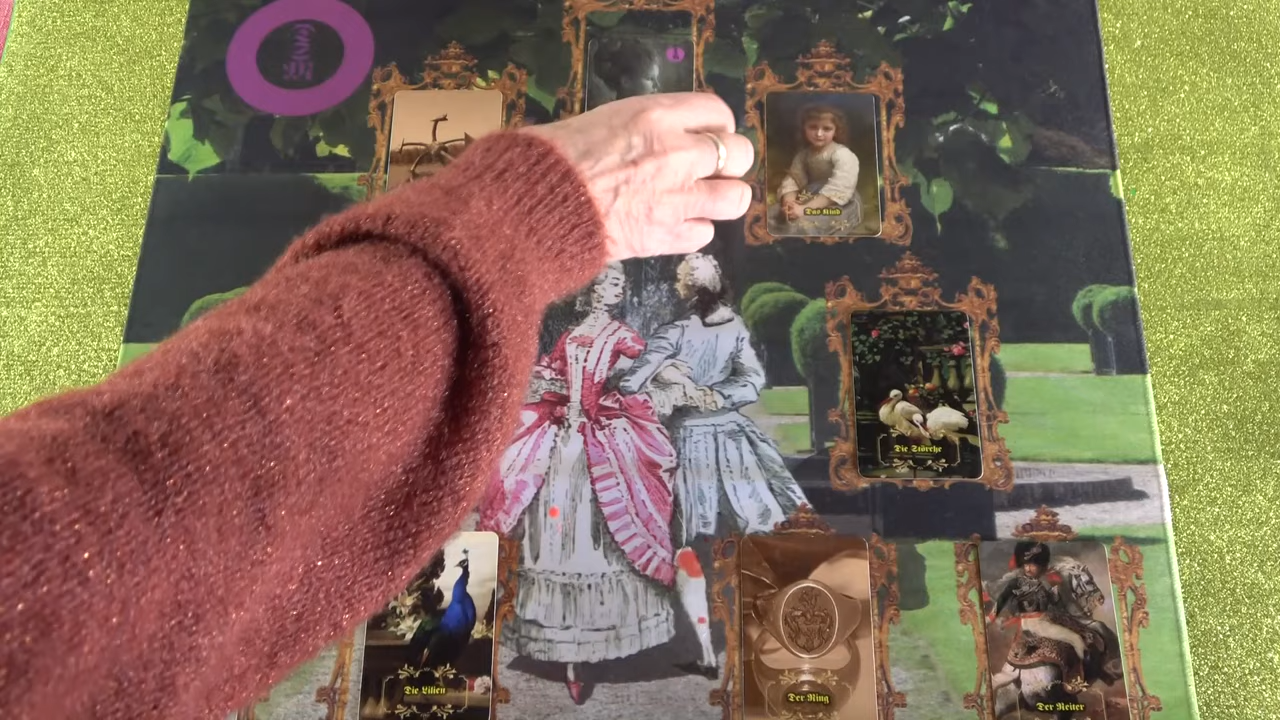 Das Kind
Die Störche
Die Lilien
Der Ring
Der Reiter